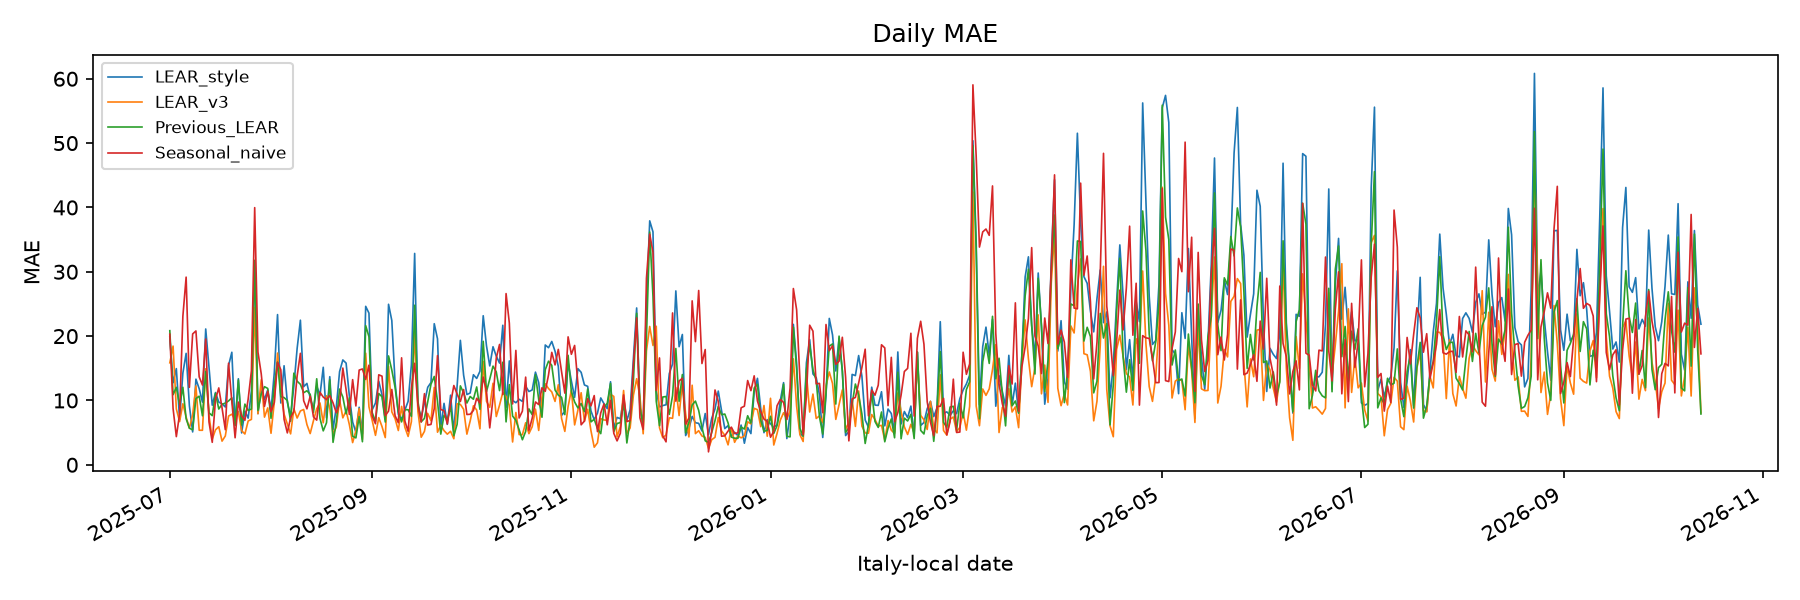 Daily MAE
LEAR_style
LEAR_v3
Previous_LEAR
Seasonal_naive
60
50
40
30
20
10
0
MAE
2025-07
2025-09
2025-11
2026-01
2026-03
2026-05
2026-07
2026-09
2026-11
Italy-local date